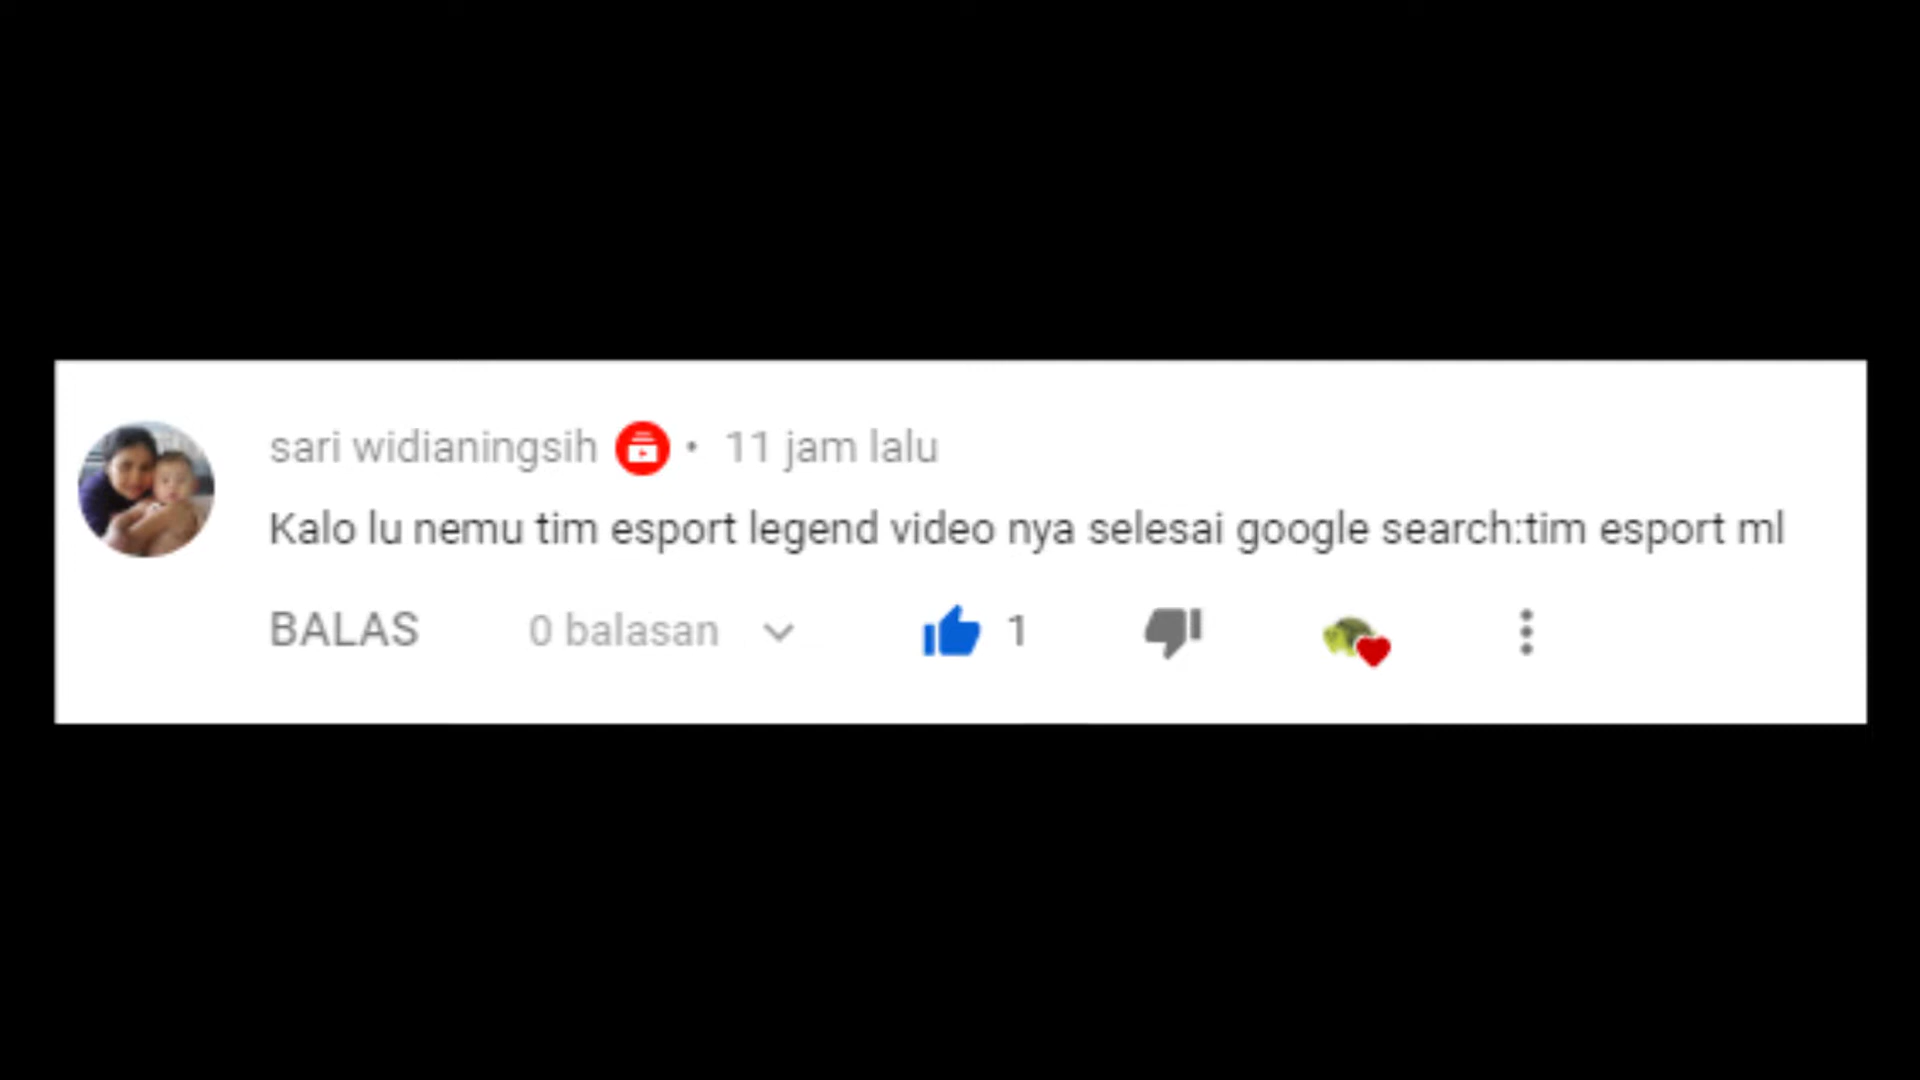 sari widianingsih • 11 jam lalu
Kalo lu nemu tim esport legend video nya selesai google search:tim esport ml
BALAS 0 balasan 1